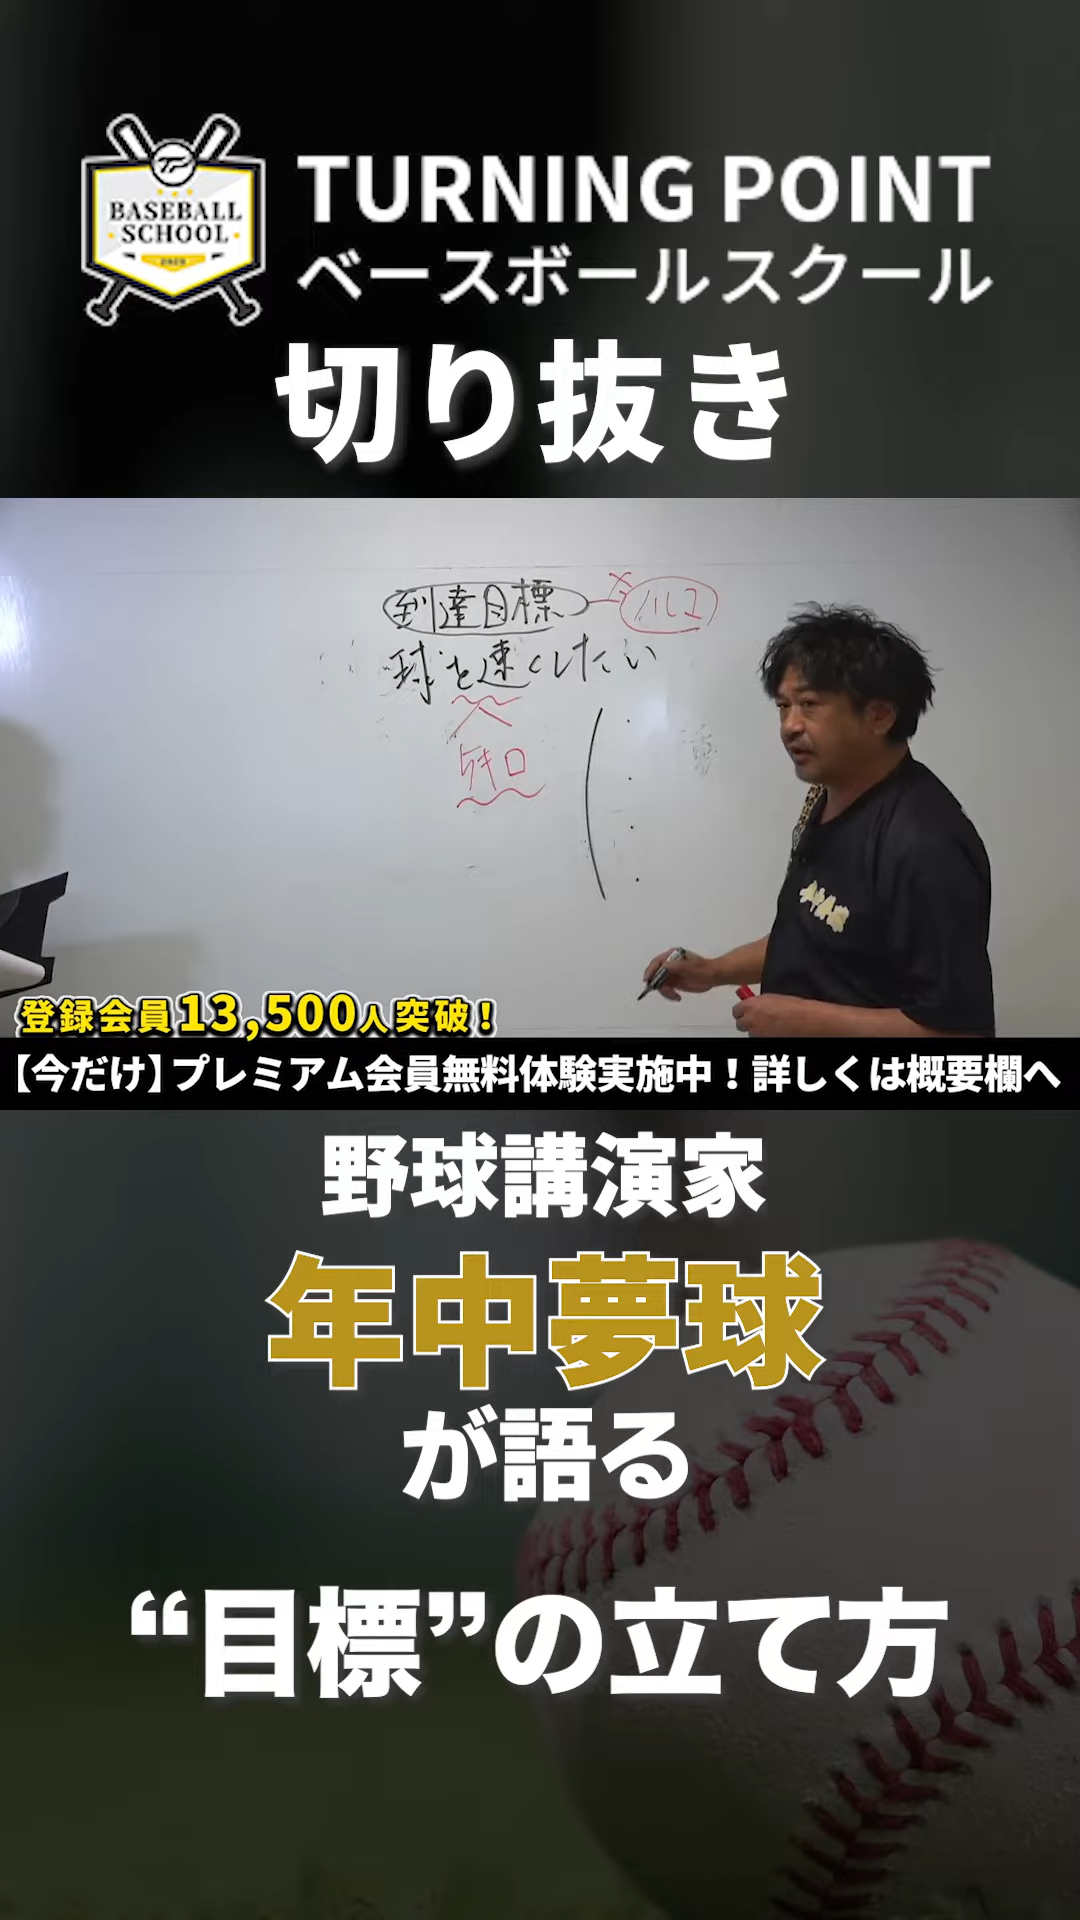 BASEBALL
SCHOOL
TURNING POINT
ベースボールスクール
切り抜き
到達目標
球を速くしたい
登録会員13,500人突破!
【今だけ】プレミアム会員無料体験実施中!詳しくは概要欄へ
野球講演家
年中夢球
が語る
“目標”の立て方